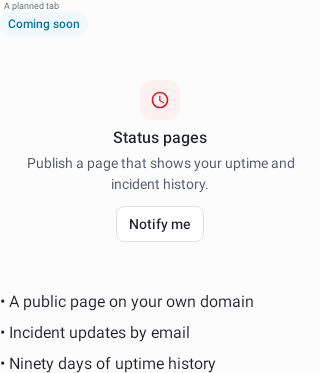 A planned tab
Coming soon
Status pages
Publish a page that shows your uptime and
incident history.
Notify me
• A public page on your own domain
• Incident updates by email
• Ninety days of uptime history